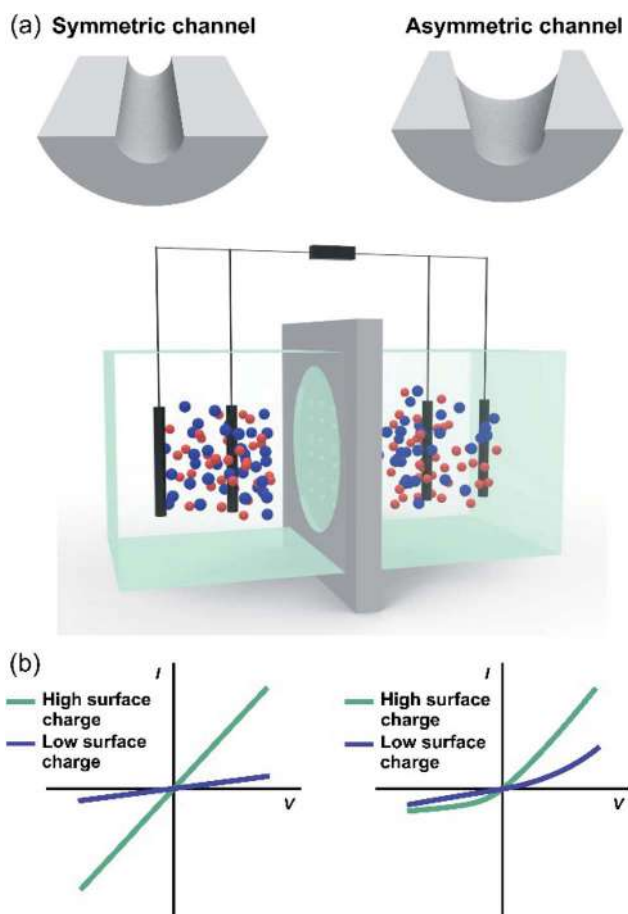 (a) Symmetric channel
Asymmetric channel
(b)
I
High surface
charge
Low surface
charge
V
I
High surface
charge
Low surface
charge
V